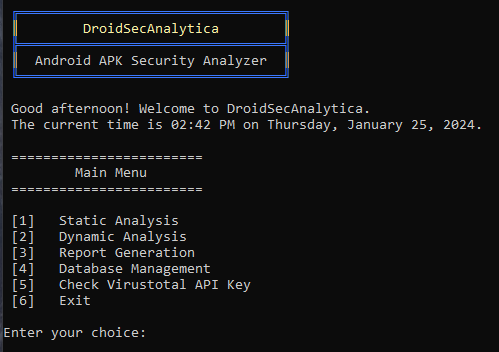 DroidSecAnalytica
Android APK Security Analyzer
Good afternoon! Welcome to DroidSecAnalytica.
The current time is 02:42 PM on Thursday, January 25, 2024.
========================
Main Menu
========================
[1] Static Analysis
[2] Dynamic Analysis
[3] Report Generation
[4] Database Management
[5] Check Virustotal API Key
[6] Exit
Enter your choice: